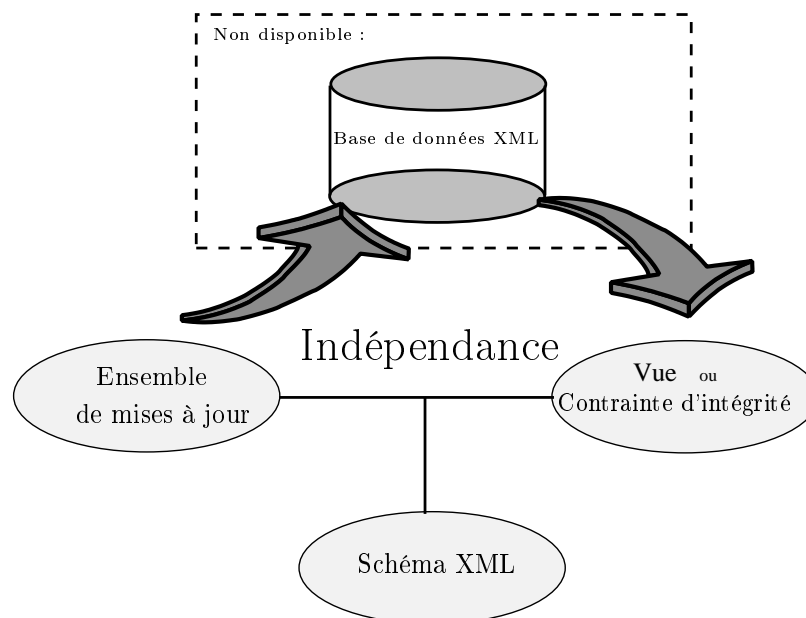 Non disponible :
Base de données XML
Indépendance
Ensemble
de mises à jour
Vue ou
Contrainte d'intégrité
Schéma XML